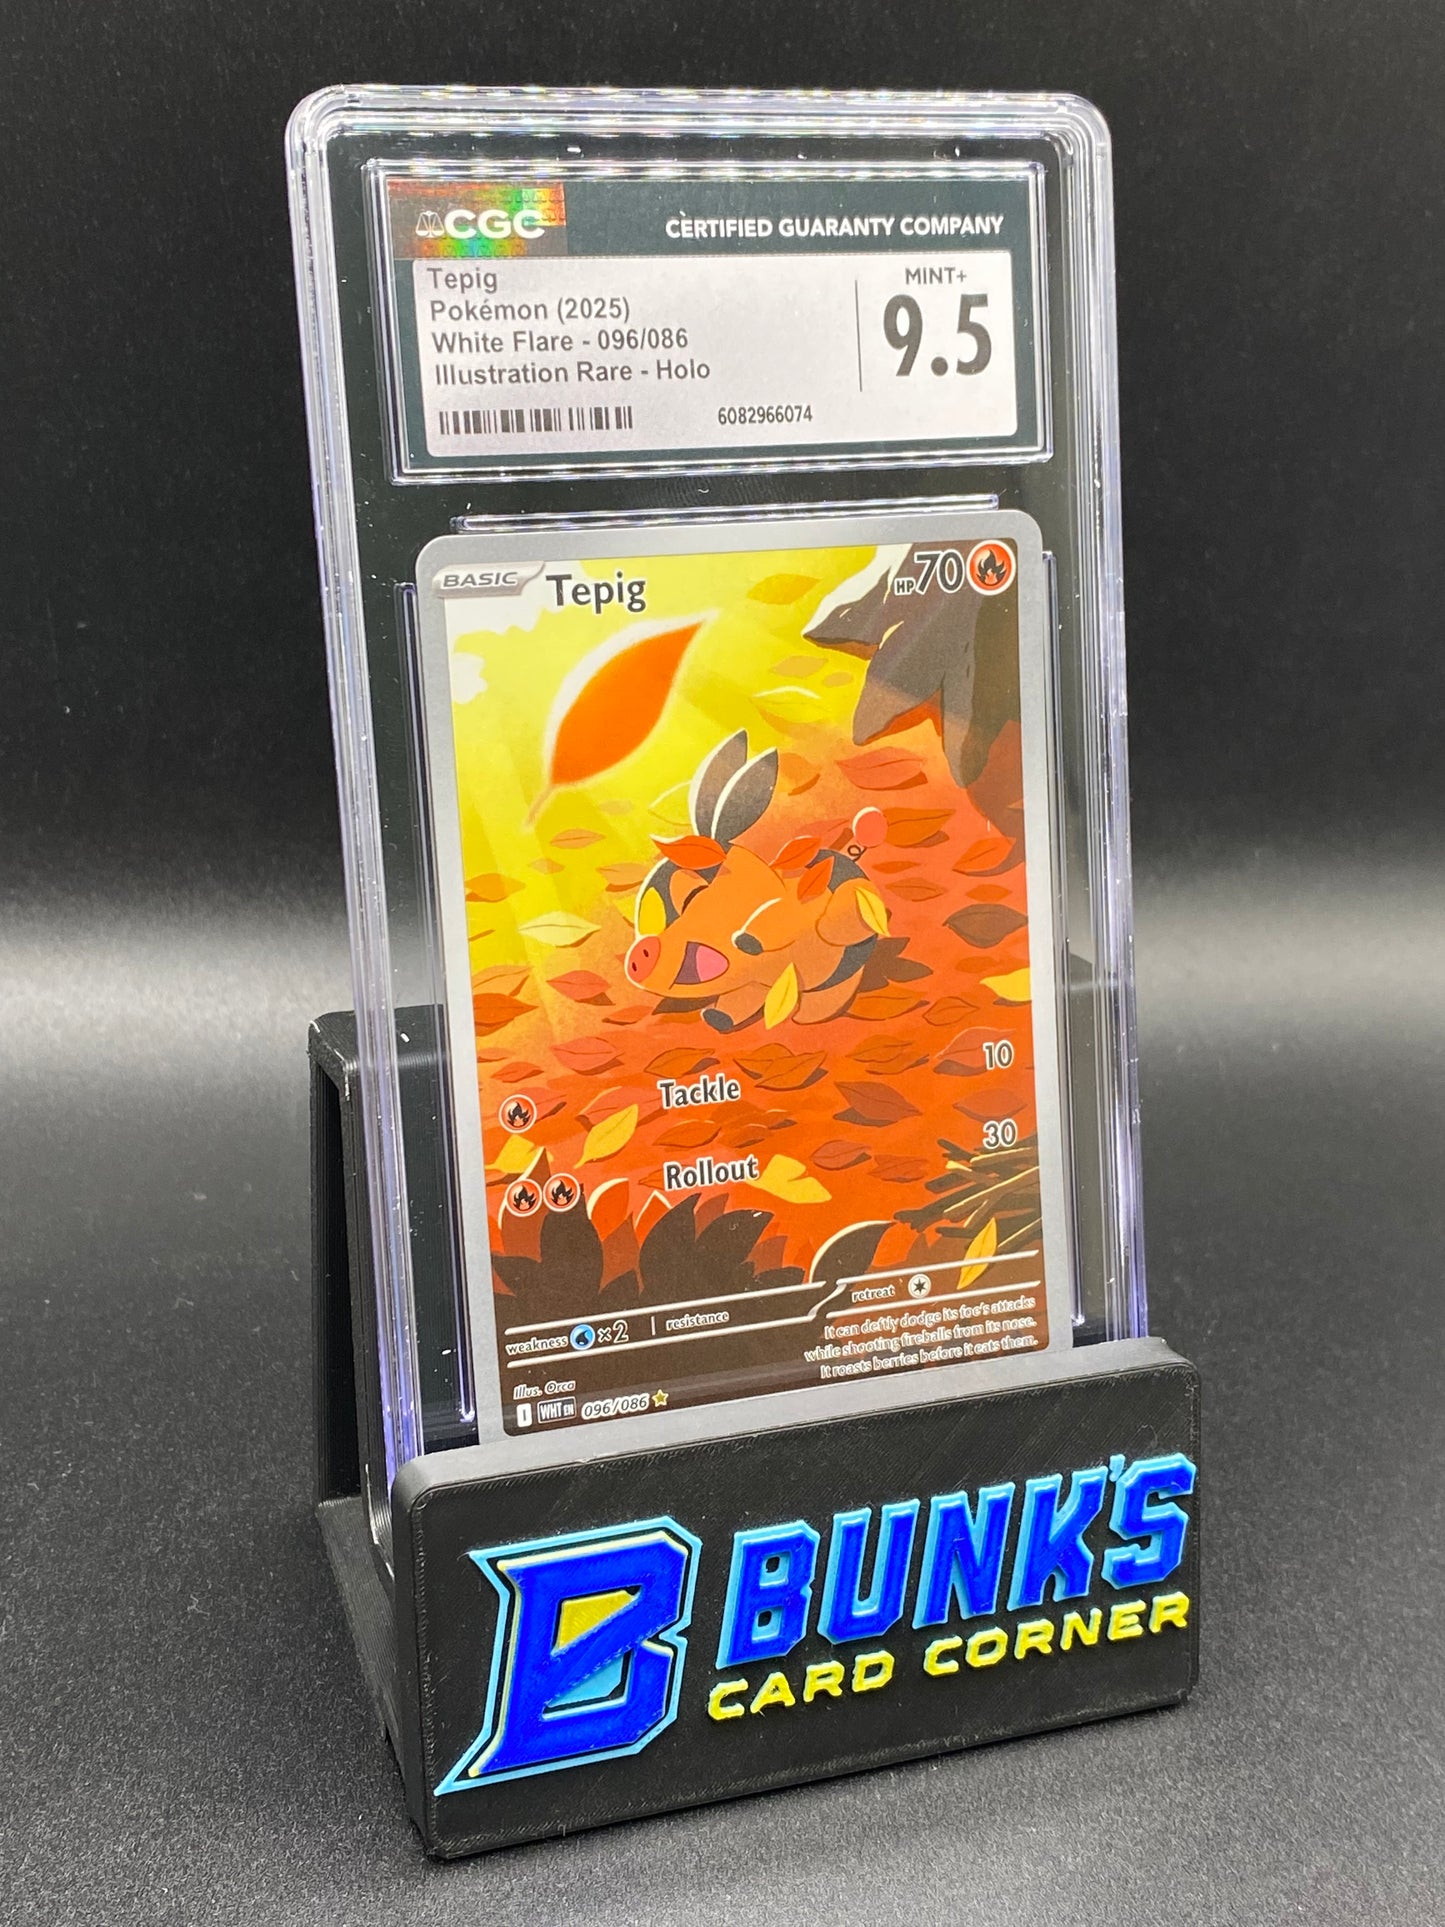 CGC
CERTIFIED GUARANTY COMPANY
Tepig
Pokémon (2025)
White Flare - 096/086
Illustration Rare - Holo
MINT+
9.5
6082966074
BASIC
Tepig
HP 70
Tackle
10
Rollout
30
weakness ×2
resistance
retreat
It can deftly dodge its foe's attacks
while shooting fireballs from its nose.
It roasts berries before it eats them.
Illus. Orca
I WHT EN 096/086
B
BUNK'S
CARD CORNER